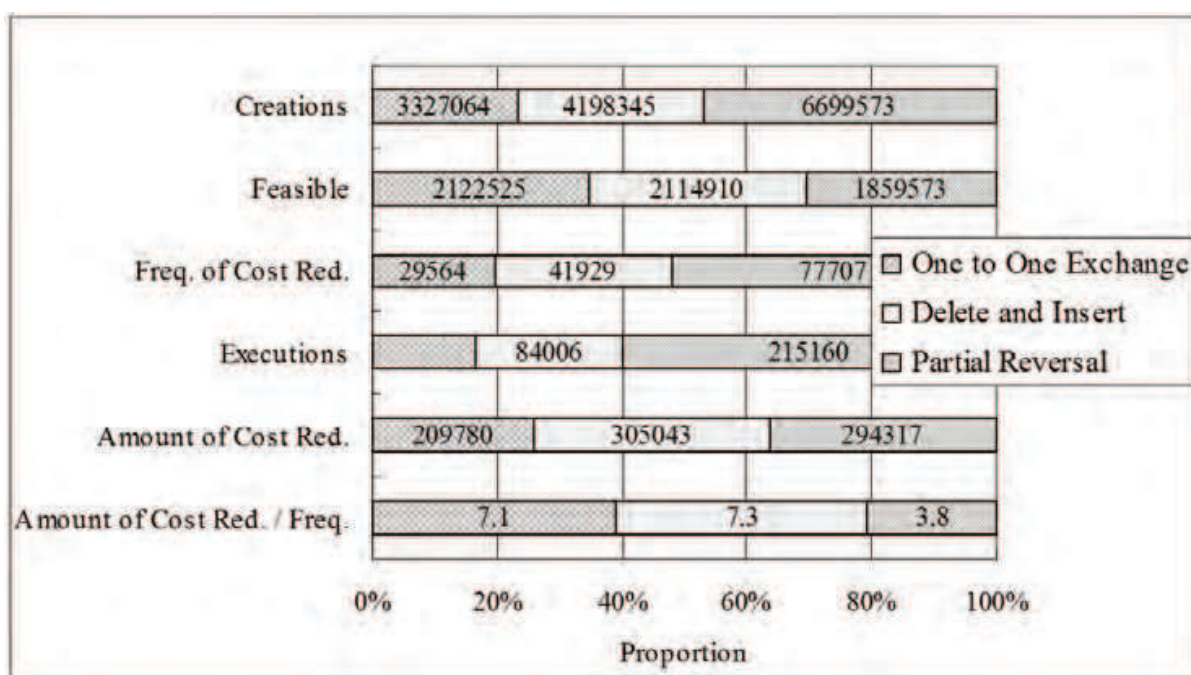 Creations 3327064 4198345 6699573
Feasible 2122525 2114910 1859573
Freq. of Cost Red. 29564 41929 77707
One to One Exchange
Delete and Insert
Executions 84006 215160
Partial Reversal
Amount of Cost Red. 209780 305043 294317
Amount of Cost Red. / Freq. 7.1 7.3 3.8
0% 20% 40% 60% 80% 100%
Proportion